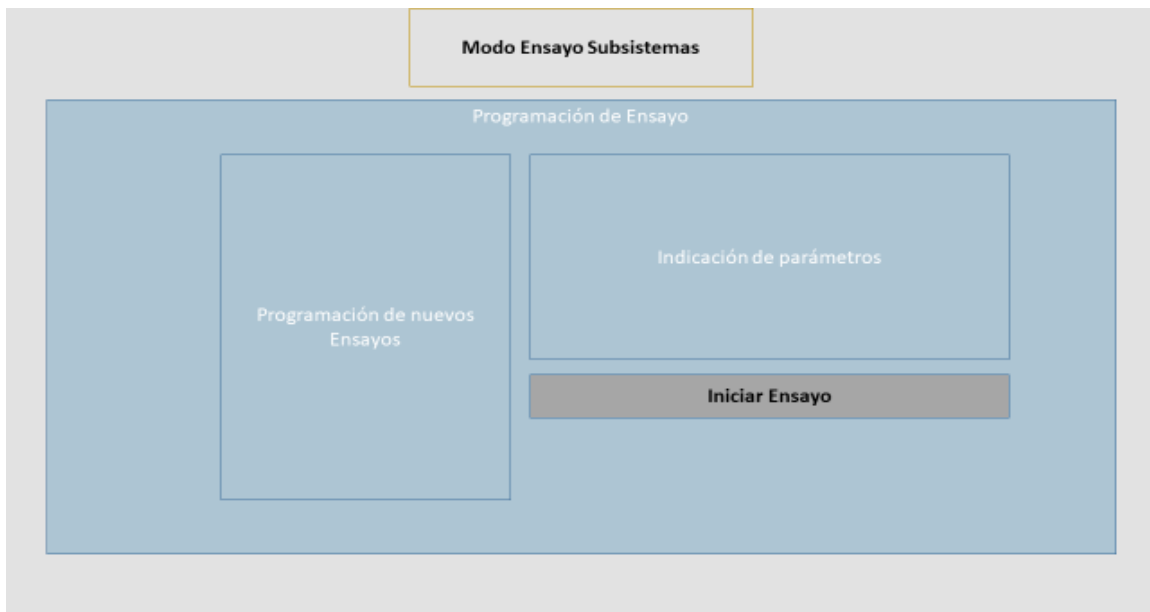 Modo Ensayo Subsistemas
Programación de Ensayo
Programación de nuevos
Ensayos
Indicación de parámetros
Iniciar Ensayo